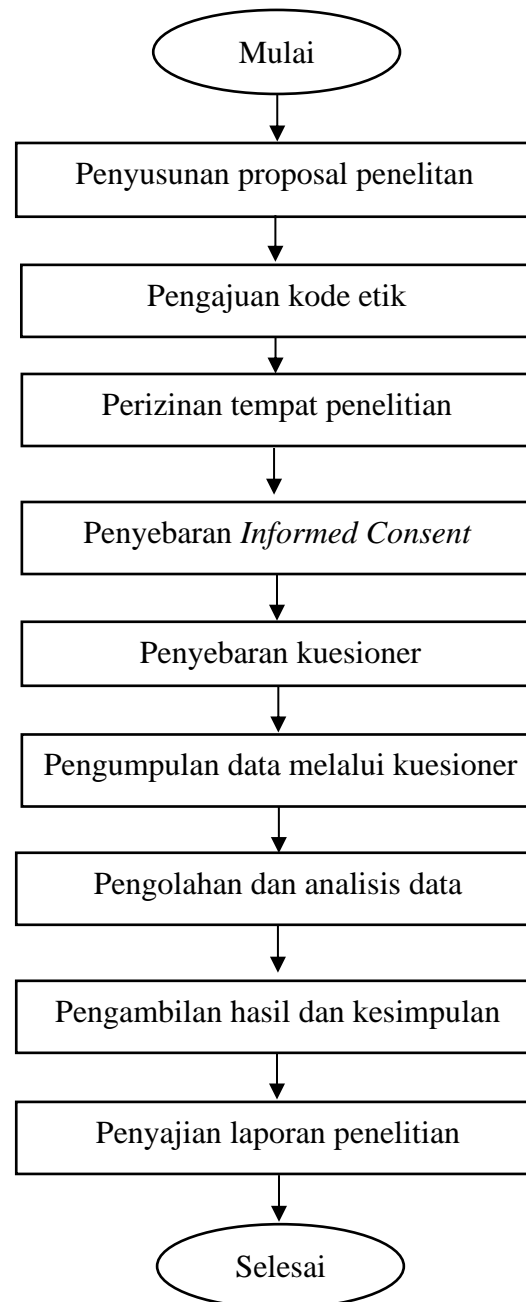 Mulai
Penyusunan proposal penelitan
Pengajuan kode etik
Perizinan tempat penelitian
Penyebaran Informed Consent
Penyebaran kuesioner
Pengumpulan data melalui kuesioner
Pengolahan dan analisis data
Pengambilan hasil dan kesimpulan
Penyajian laporan penelitian
Selesai